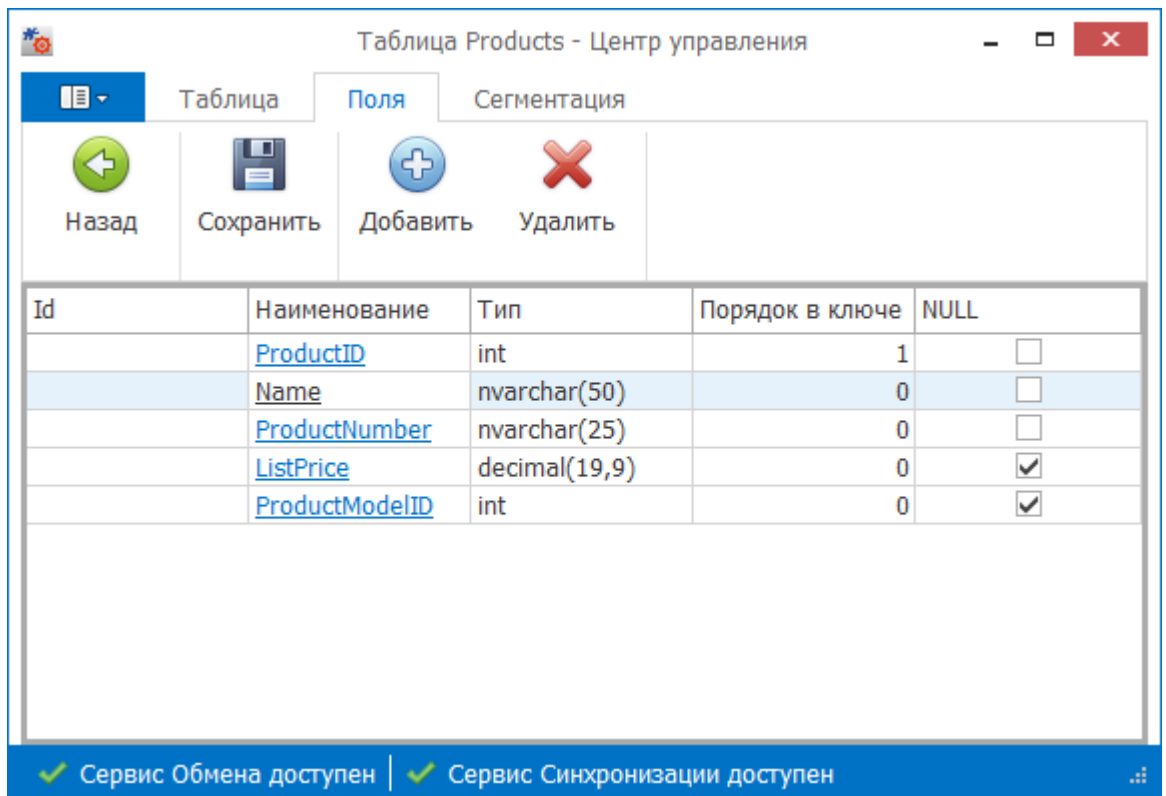 Таблица Products - Центр управления
Таблица Поля Сегментация
Назад Сохранить Добавить Удалить
Id Наименование Тип Порядок в ключе NULL
ProductID int 1
Name nvarchar(50) 0
ProductNumber nvarchar(25) 0
ListPrice decimal(19,9) 0
ProductModelID int 0
Сервис Обмена доступен Сервис Синхронизации доступен